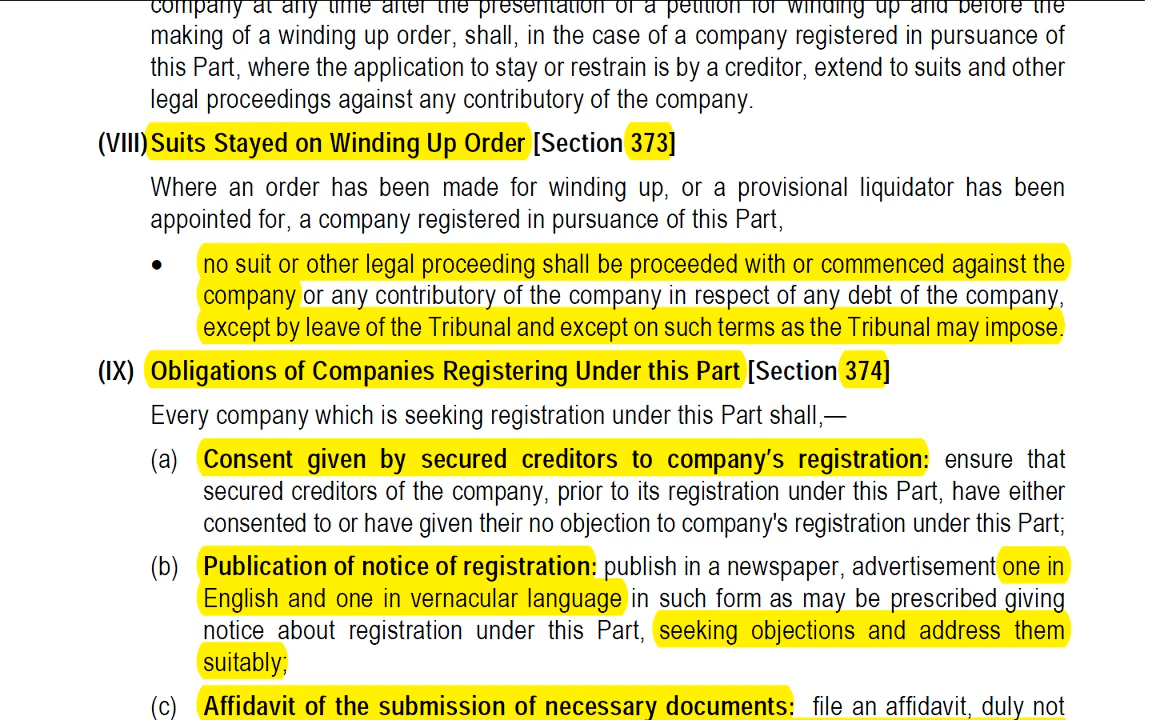 company at any time after the presentation of a petition for winding up and before the
making of a winding up order, shall, in the case of a company registered in pursuance of
this Part, where the application to stay or restrain is by a creditor, extend to suits and other
legal proceedings against any contributory of the company.
(VIII) Suits Stayed on Winding Up Order [Section 373]
Where an order has been made for winding up, or a provisional liquidator has been
appointed for, a company registered in pursuance of this Part,
• no suit or other legal proceeding shall be proceeded with or commenced against the
company or any contributory of the company in respect of any debt of the company,
except by leave of the Tribunal and except on such terms as the Tribunal may impose.
(IX) Obligations of Companies Registering Under this Part [Section 374]
Every company which is seeking registration under this Part shall,—
(a) Consent given by secured creditors to company's registration: ensure that
secured creditors of the company, prior to its registration under this Part, have either
consented to or have given their no objection to company's registration under this Part;
(b) Publication of notice of registration: publish in a newspaper, advertisement one in
English and one in vernacular language in such form as may be prescribed giving
notice about registration under this Part, seeking objections and address them
suitably;
(c) Affidavit of the submission of necessary documents: file an affidavit, duly not